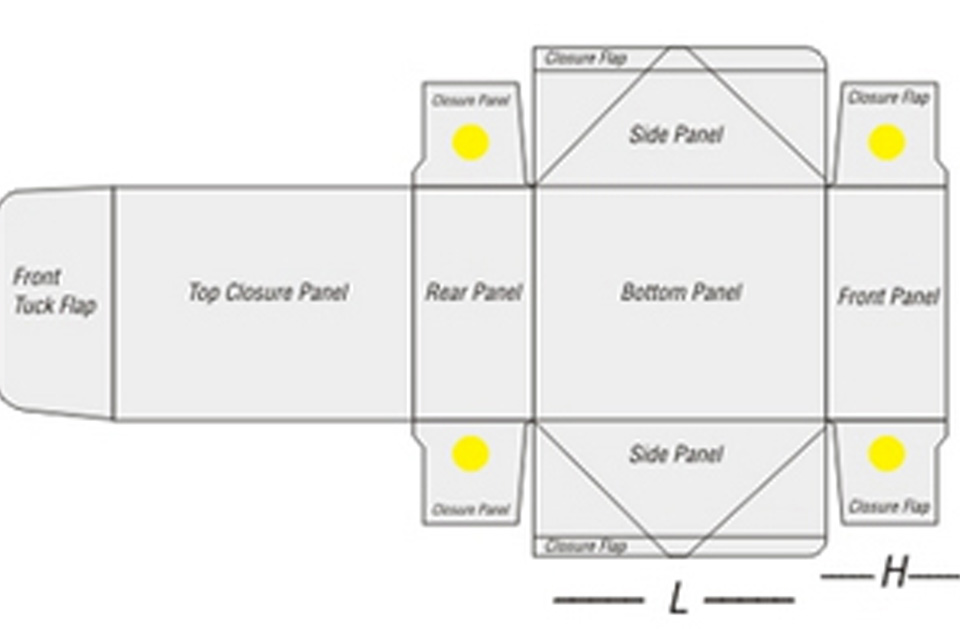 Closure Flap
Closure Panel
Closure Flap
Side Panel
Front
Tuck Flap
Top Closure Panel
Rear Panel
Bottom Panel
Front Panel
Side Panel
Closure Panel
Closure Flap
Closure Flap
H
L